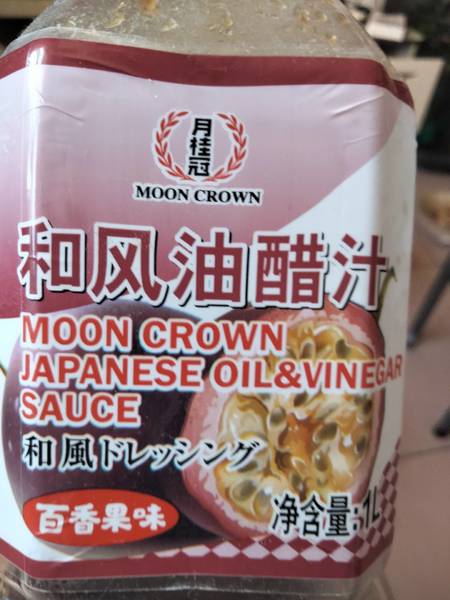 月桂冠
MOON CROWN
和风油醋汁
MOON CROWN
JAPANESE OIL&VINEGAR
SAUCE
和風ドレッシング
百香果味
净含量:1L